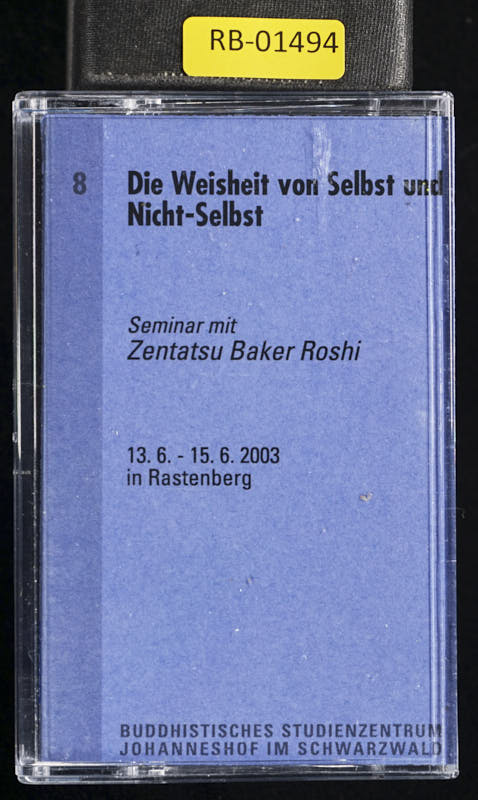 RB-01494
8
Die Weisheit von Selbst und
Nicht-Selbst
Seminar mit
Zentatsu Baker Roshi
13. 6. - 15. 6. 2003
in Rastenberg
BUDDHISTISCHES STUDIENZENTRUM
JOHANNESHOF IM SCHWARZWALD